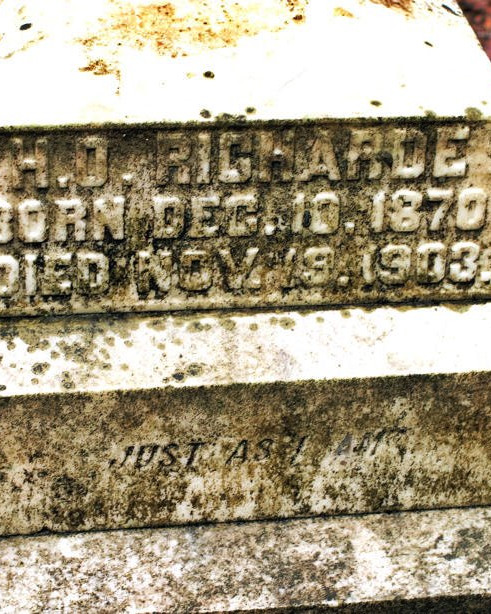 H.D. RICHARDE
BORN DEC. 10. 1870
DIED NOV. 19. 1903.
JUST AS I AM